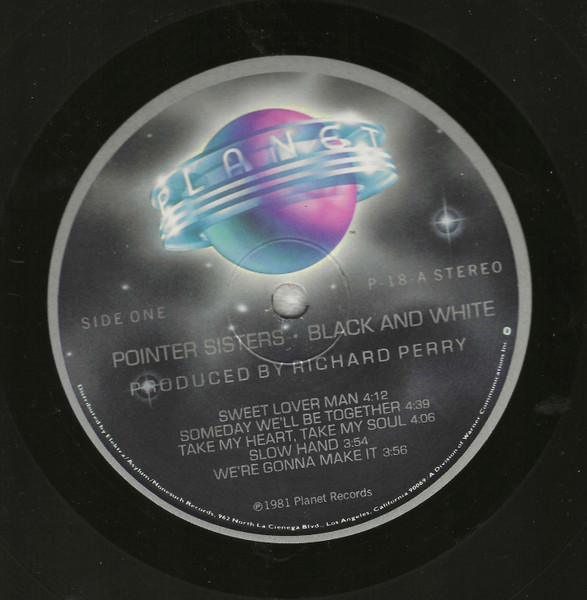 PLANET
P-18-A STEREO
SIDE ONE
POINTER SISTERS · BLACK AND WHITE
PRODUCED BY RICHARD PERRY
SWEET LOVER MAN 4:12
SOMEDAY WE'LL BE TOGETHER 4:39
TAKE MY HEART, TAKE MY SOUL 4:06
SLOW HAND 3:54
WE'RE GONNA MAKE IT 3:56
℗1981 Planet Records
Distributed by Elektra/Asylum/Nonesuch Records, 962 North La Cienega Blvd., Los Angeles, California 90069. A Division of Warner Communications Inc.